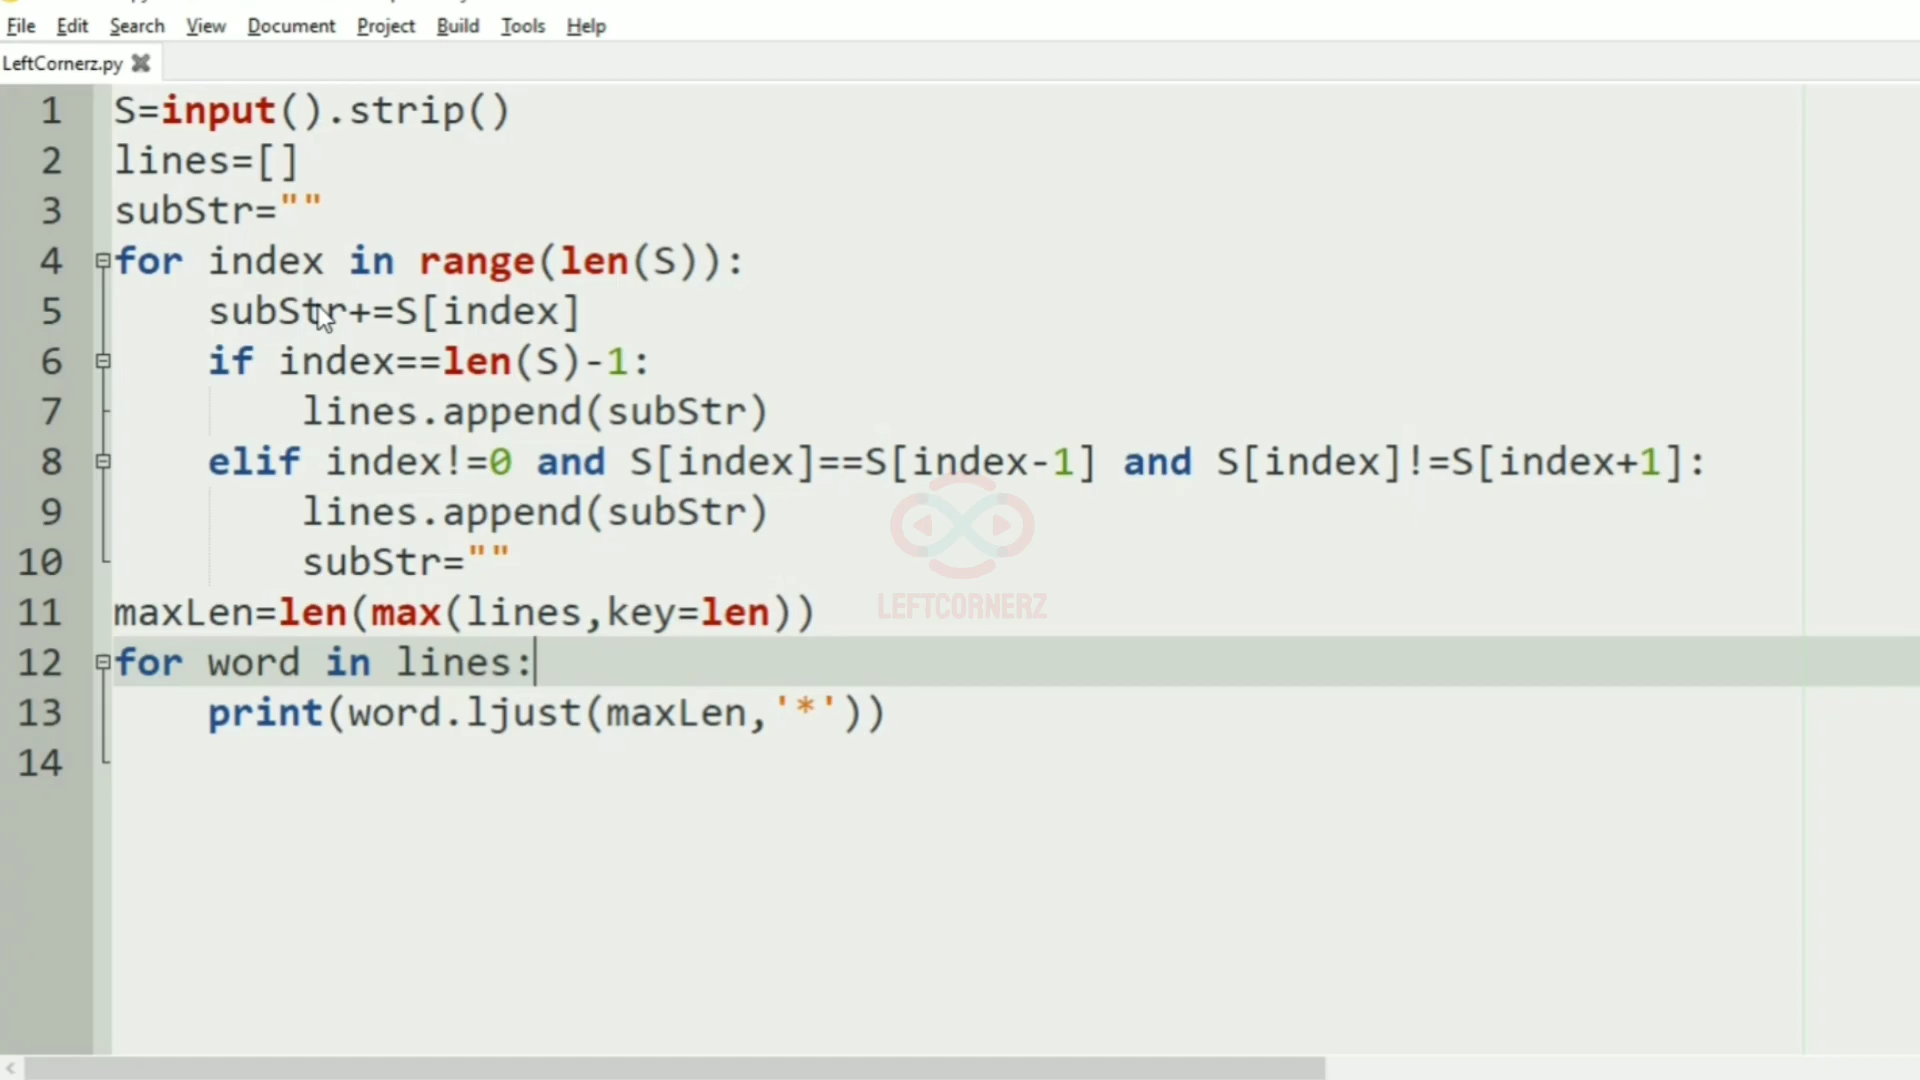 File Edit Search View Document Project Build Tools Help
LeftCornerz.py
1 S=input().strip()
2 lines=[]
3 subStr=""
4 for index in range(len(S)):
5     subStr+=S[index]
6     if index==len(S)-1:
7         lines.append(subStr)
8     elif index!=0 and S[index]==S[index-1] and S[index]!=S[index+1]:
9         lines.append(subStr)
10         subStr=""
11 maxLen=len(max(lines,key=len))
12 for word in lines:
13     print(word.ljust(maxLen,'*'))
14
LEFTCORNERZ